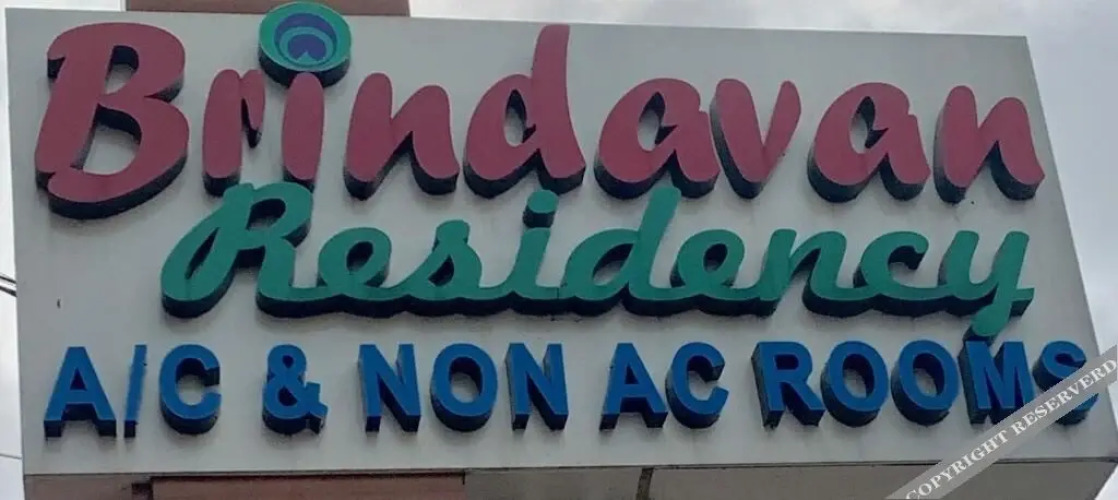 Brindavan
Residency
A/C & NON AC ROOMS
COPYRIGHT RESERVERD